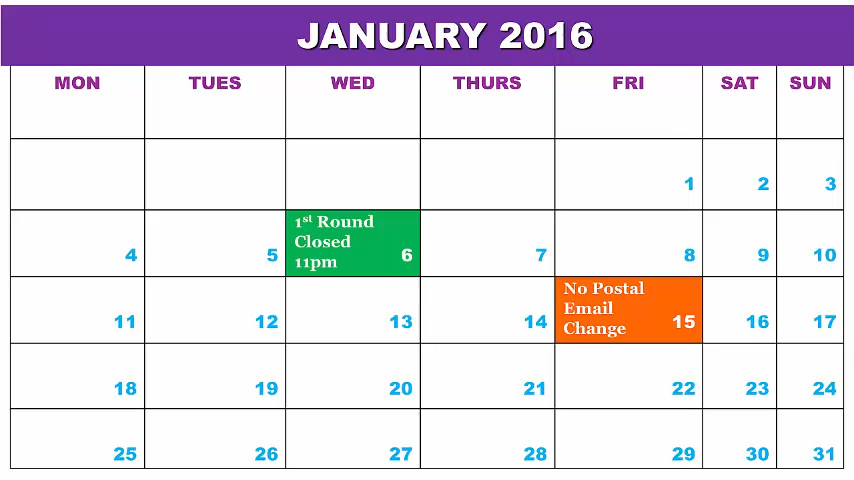 JANUARY 2016
MON TUES WED THURS FRI SAT SUN
1 2 3
1st Round
Closed
11pm
4 5 6 7 8 9 10
No Postal
Email
Change
11 12 13 14 15 16 17
18 19 20 21 22 23 24
25 26 27 28 29 30 31